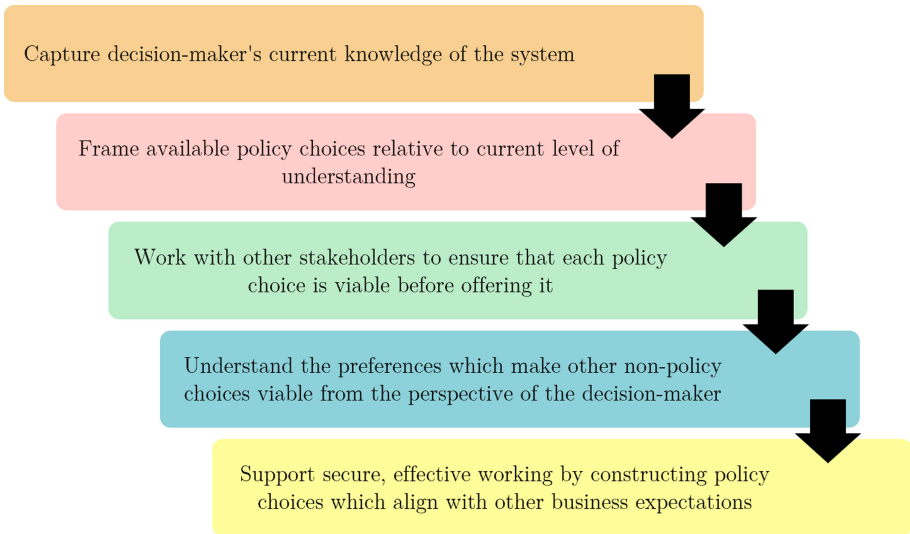 Capture decision-maker's current knowledge of the system
Frame available policy choices relative to current level of
understanding
Work with other stakeholders to ensure that each policy
choice is viable before offering it
Understand the preferences which make other non-policy
choices viable from the perspective of the decision-maker
Support secure, effective working by constructing policy
choices which align with other business expectations